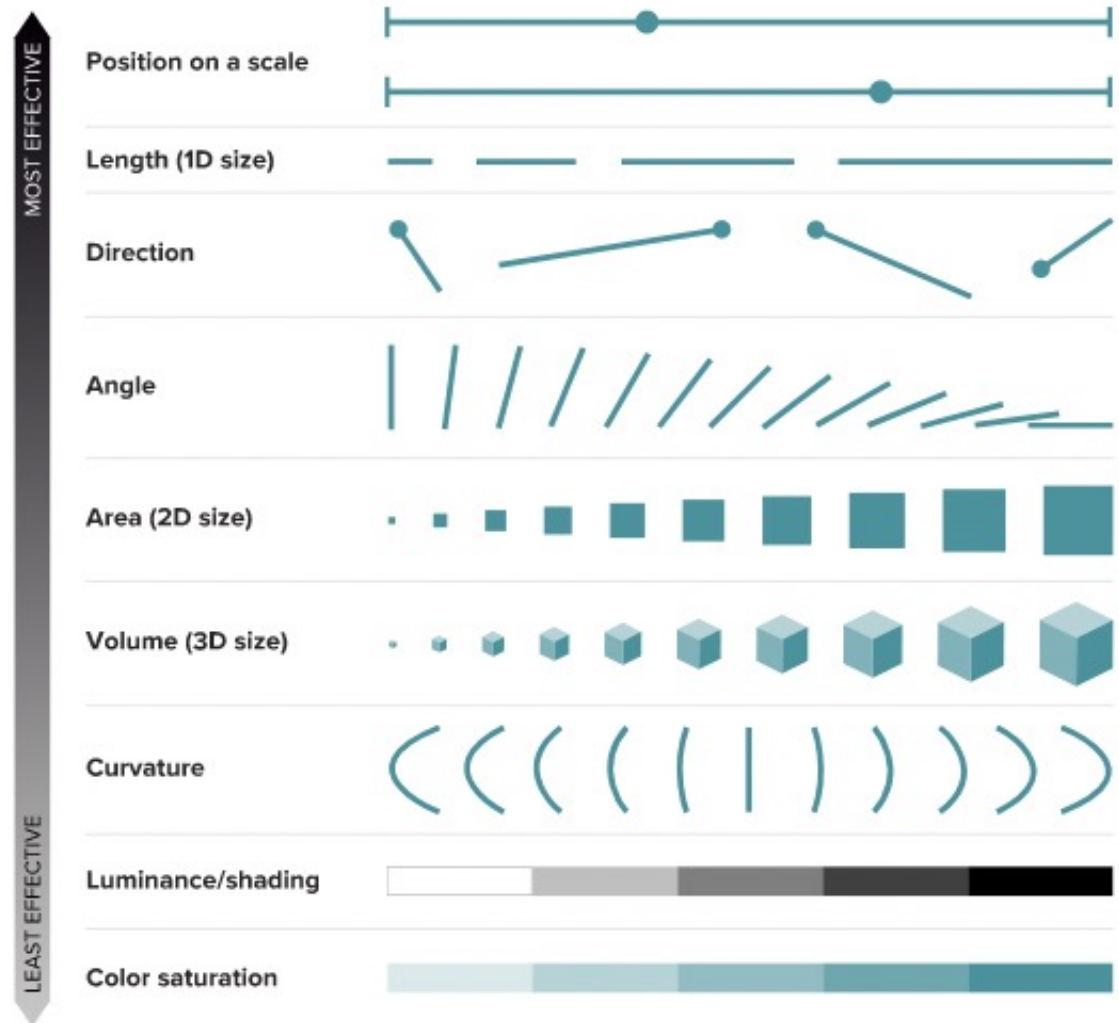 MOST EFFECTIVE
Position on a scale
Length (1D size)
Direction
Angle
Area (2D size)
Volume (3D size)
Curvature
Luminance/shading
Color saturation
LEAST EFFECTIVE